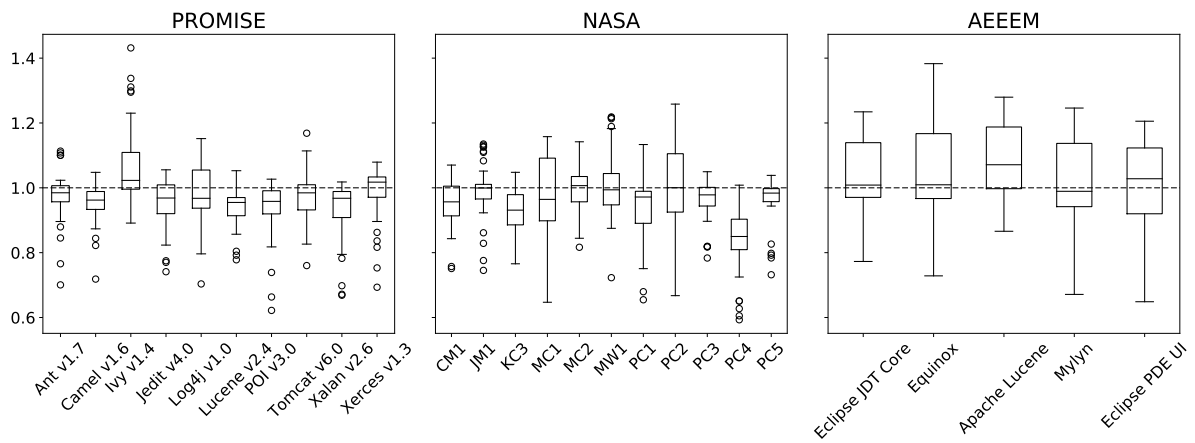 PROMISE
NASA
AEEEM
1.4
1.2
1.0
0.8
0.6
Ant v1.7
Camel v1.6
Ivy v1.4
Jedit v4.0
Log4j v1.0
Lucene v2.4
POI v3.0
Tomcat v6.0
Xalan v2.6
Xerces v1.3
CM1
JM1
KC3
MC1
MC2
MW1
PC1
PC2
PC3
PC4
PC5
Eclipse JDT Core
Equinox
Apache Lucene
Mylyn
Eclipse PDE UI